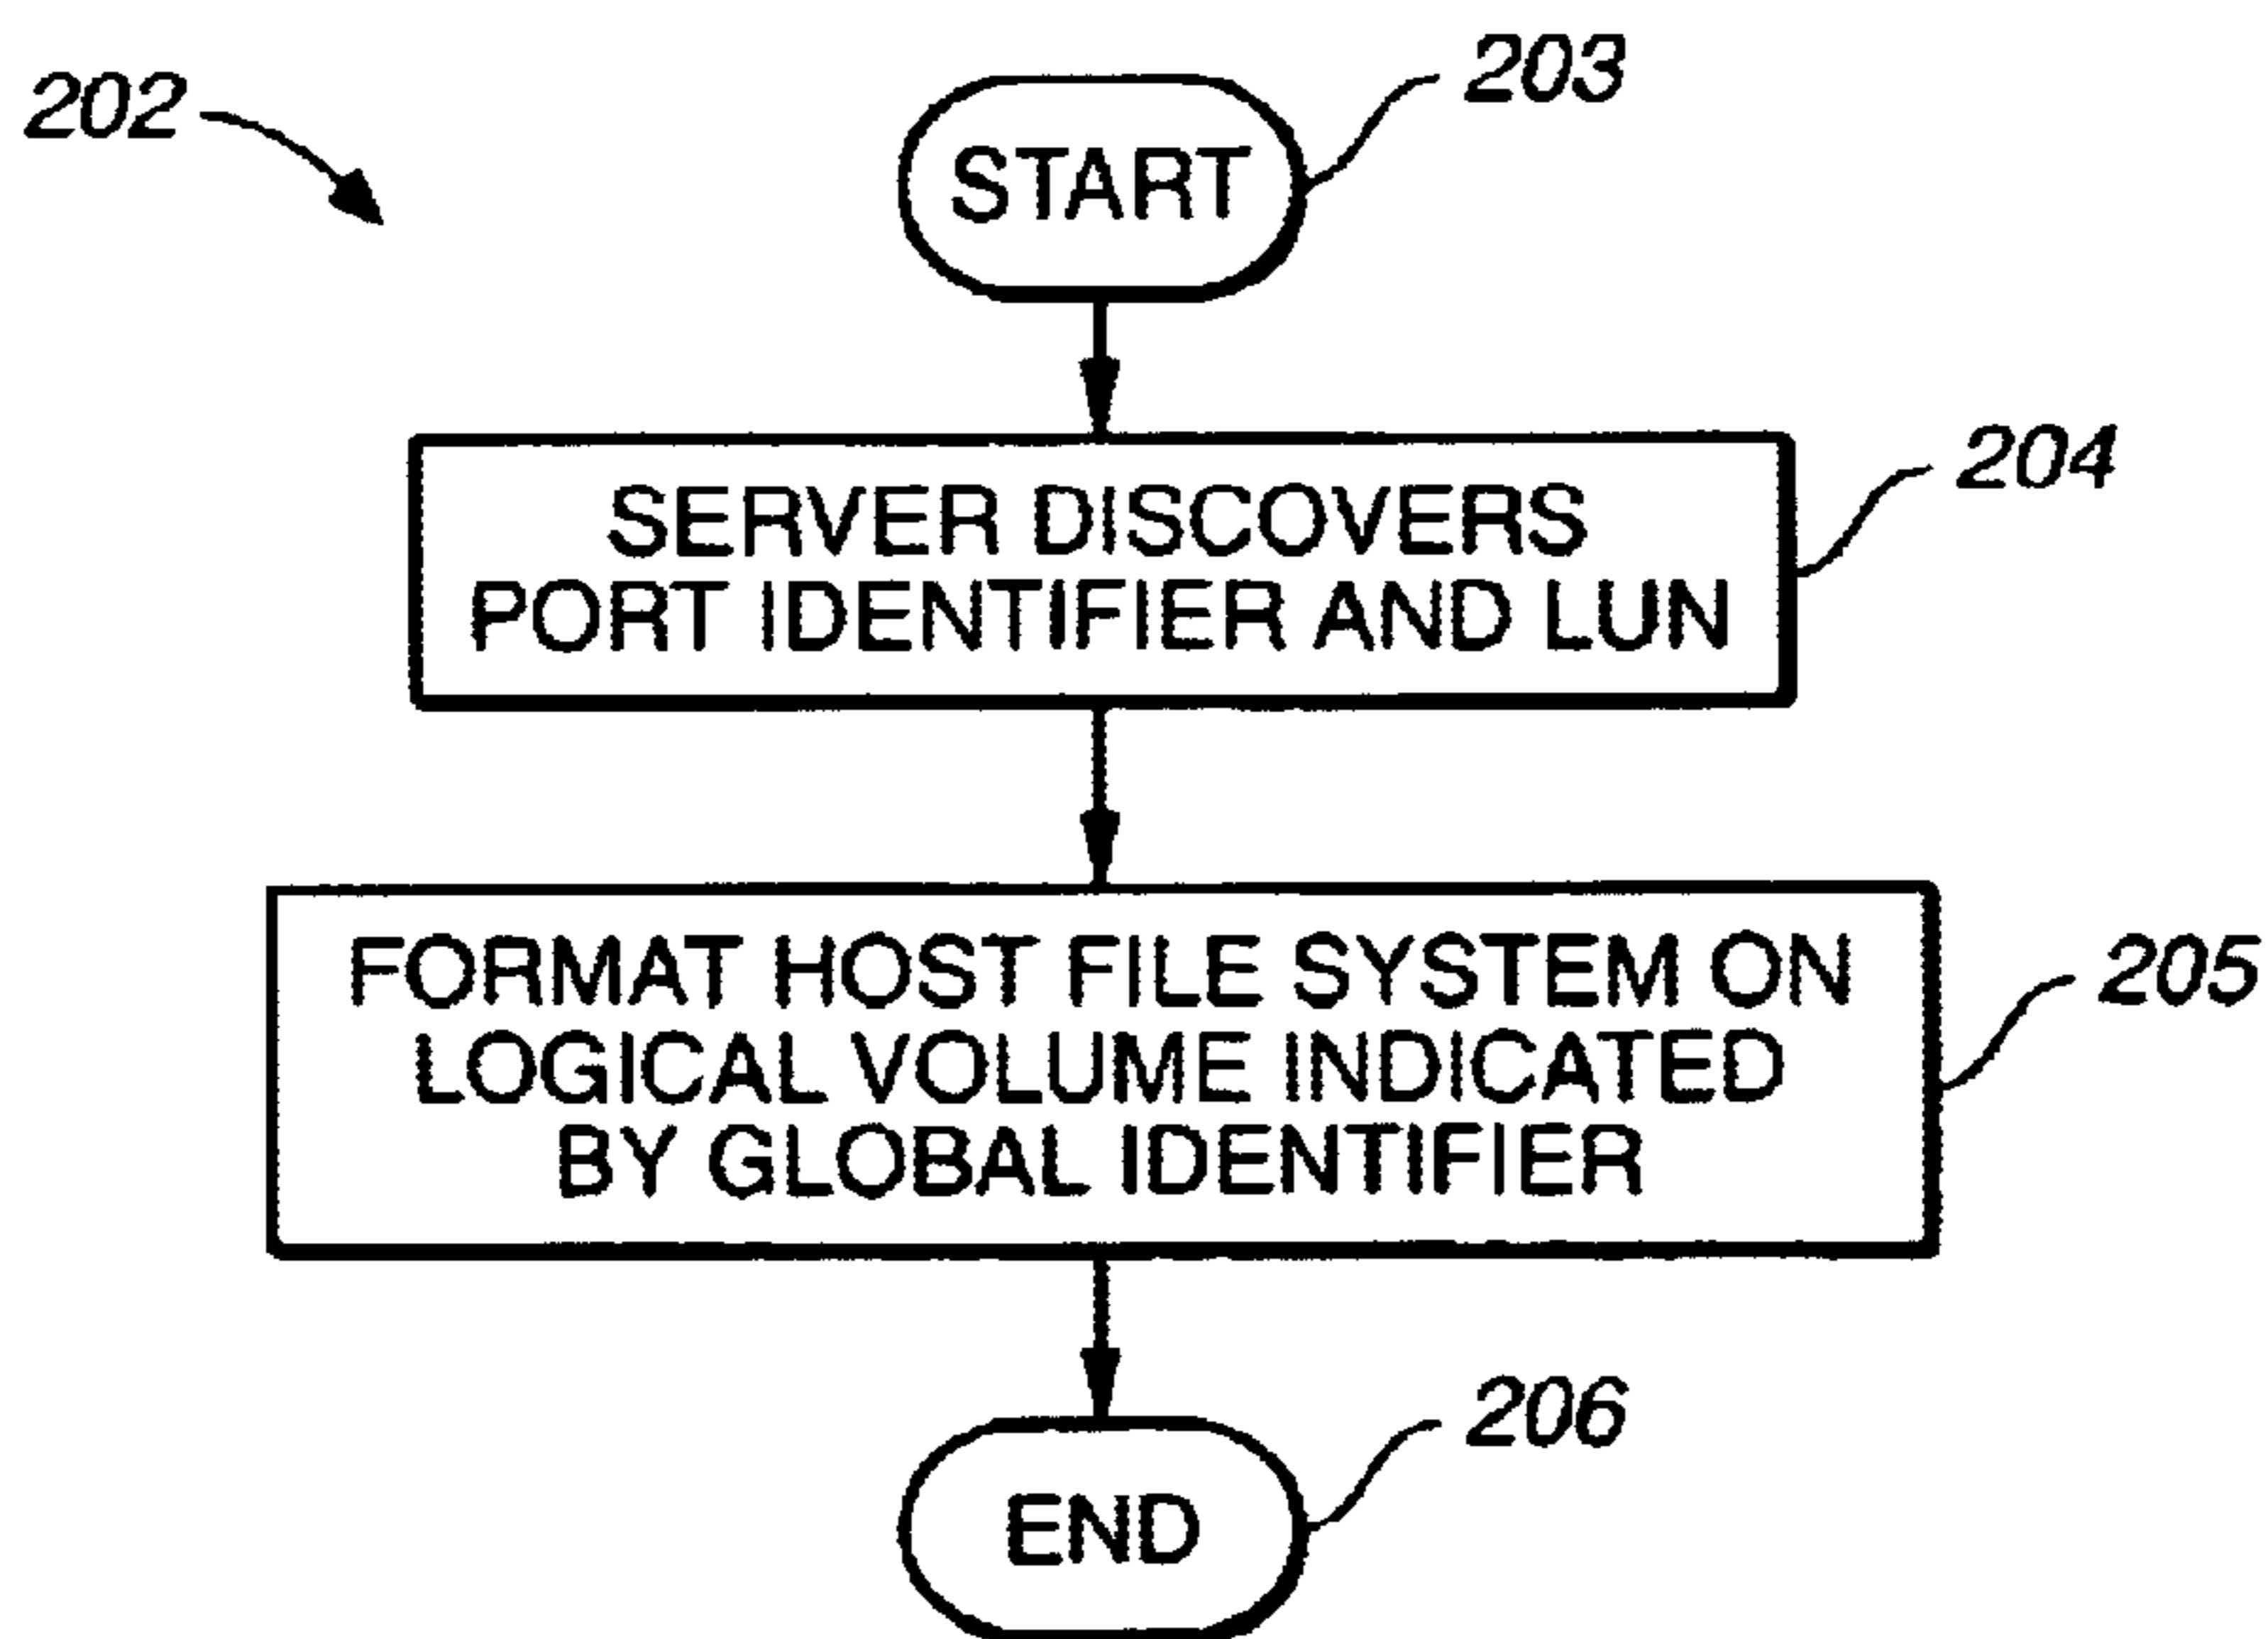 202
203
START
204
SERVER DISCOVERS
PORT IDENTIFIER AND LUN
205
FORMAT HOST FILE SYSTEM ON
LOGICAL VOLUME INDICATED
BY GLOBAL IDENTIFIER
206
END